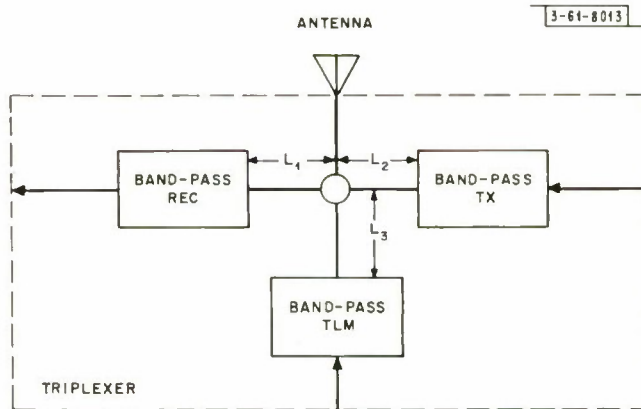 3-61-8013
ANTENNA
L1
L2
BAND-PASS
REC
BAND-PASS
TX
L3
BAND-PASS
TLM
TRIPLEXER